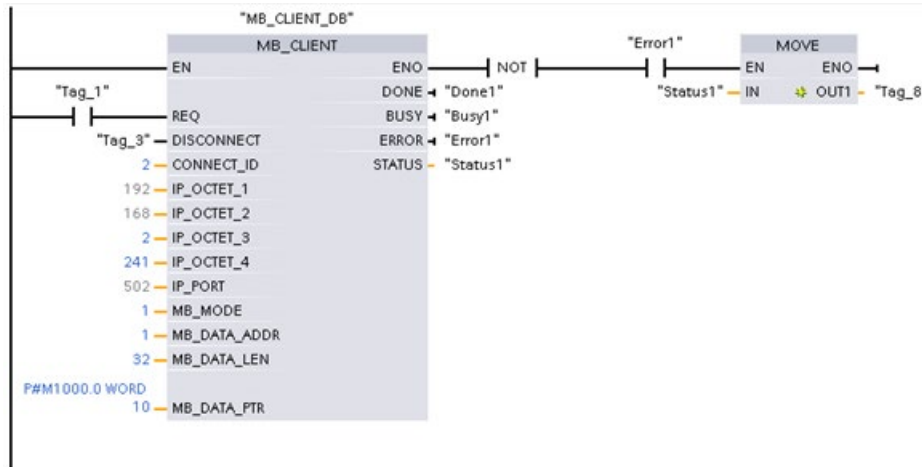 "MB_CLIENT_DB"
MB_CLIENT
EN ENO
NOT
"Error1"
MOVE
EN ENO
"Tag_1"
DONE "Done1"
"Status1" IN OUT1 "Tag_8
REQ BUSY "Busy1"
"Tag_3" DISCONNECT ERROR "Error1"
2 CONNECT_ID STATUS "Status1"
192 IP_OCTET_1
168 IP_OCTET_2
2 IP_OCTET_3
241 IP_OCTET_4
502 IP_PORT
1 MB_MODE
1 MB_DATA_ADDR
32 MB_DATA_LEN
P#M1000.0 WORD
10 MB_DATA_PTR